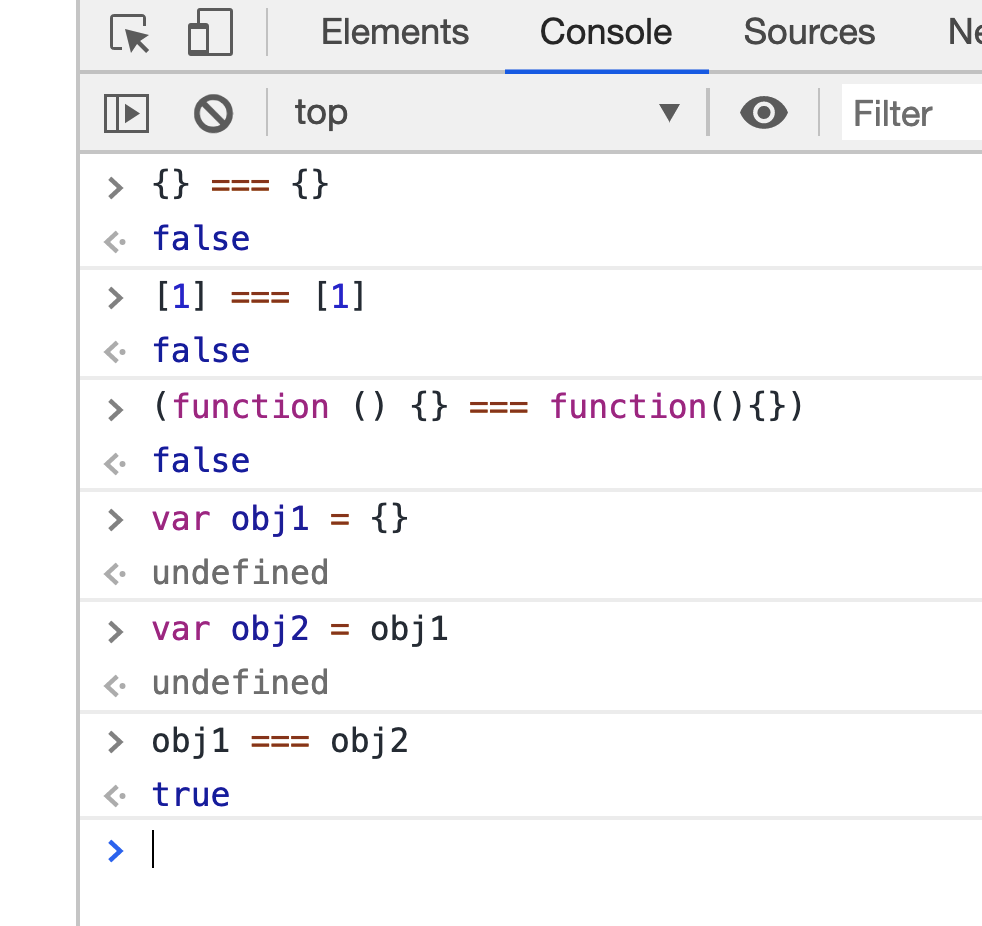 Elements Console Sources Ne
top Filter
{} === {}
false
[1] === [1]
false
(function () {} === function(){})
false
var obj1 = {}
undefined
var obj2 = obj1
undefined
obj1 === obj2
true